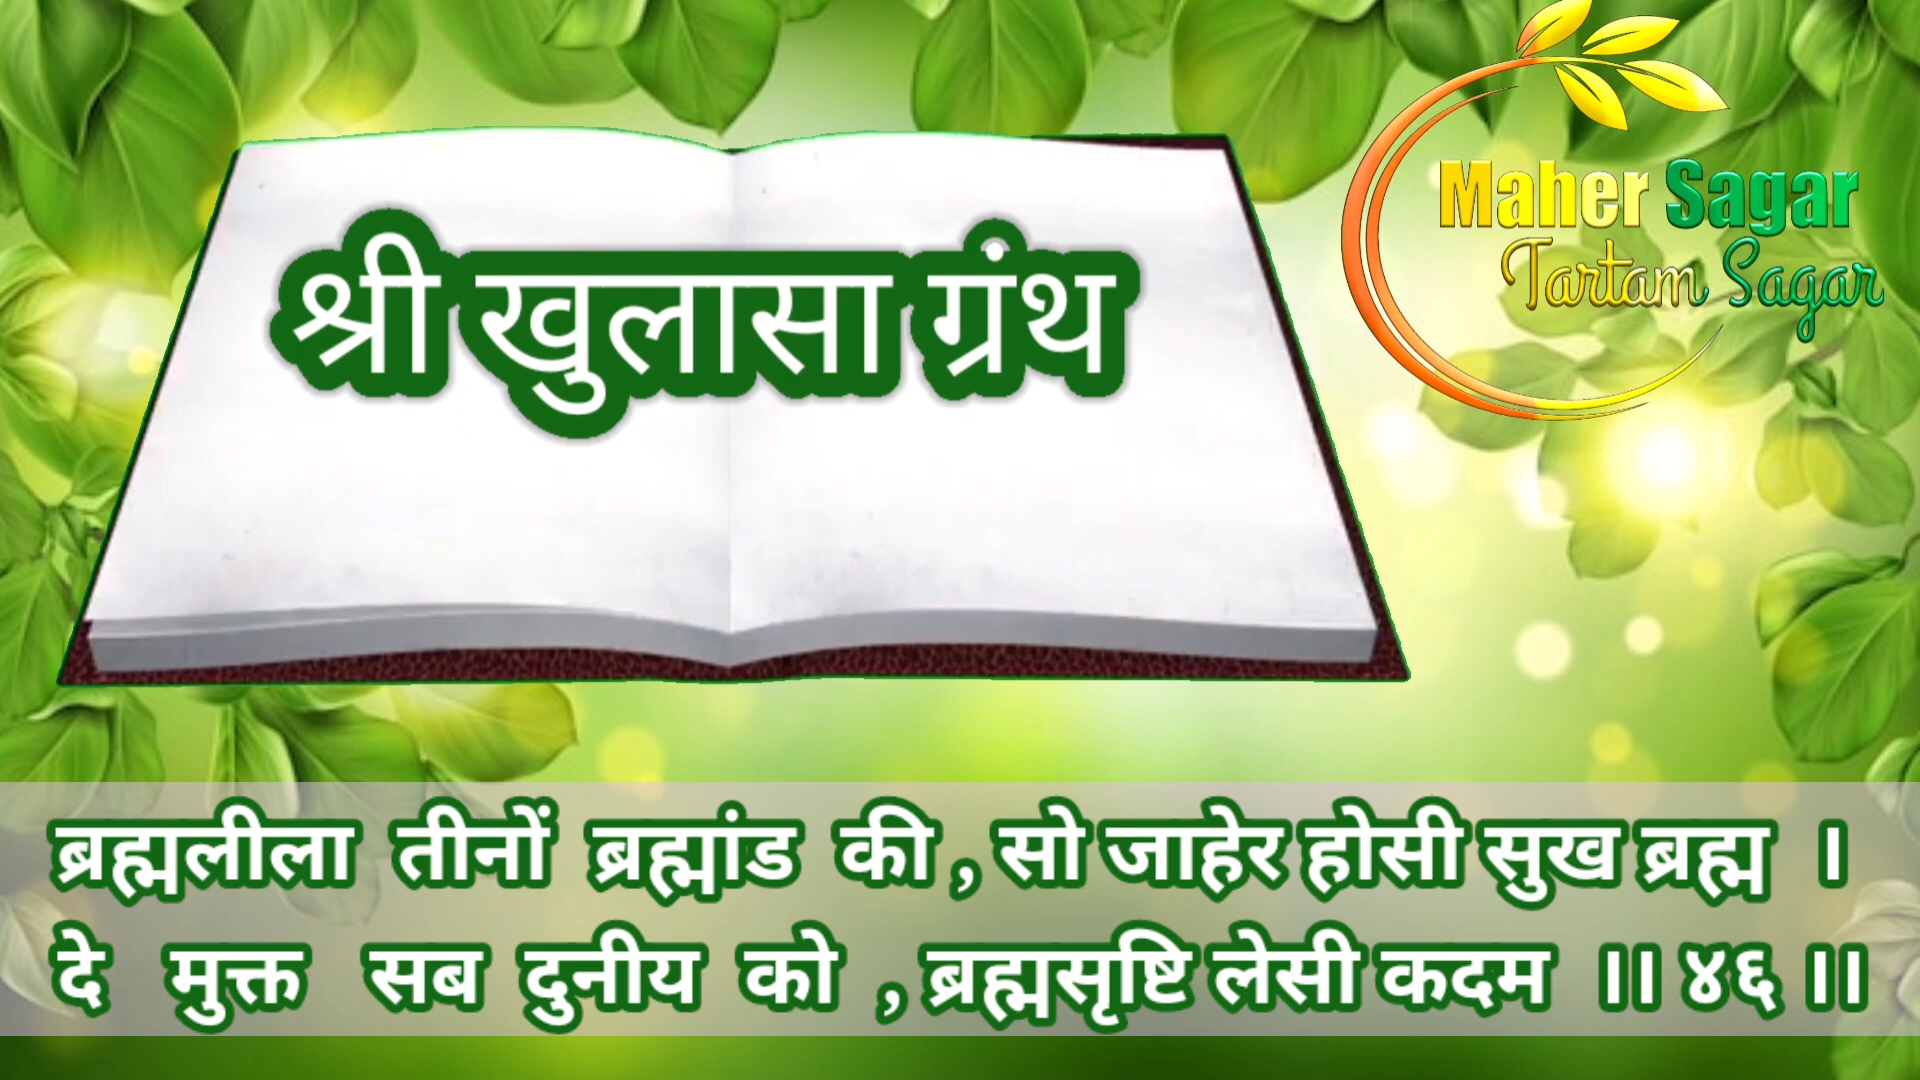 Maher Sagar
Tartam Sagar
श्री खुलासा ग्रंथ
ब्रह्मलीला तीनों ब्रह्मांड की , सो जाहेर होसी सुख ब्रह्म ।
दे मुक्त सब दुनीय को , ब्रह्मसृष्टि लेसी कदम ।। ४६ ।।